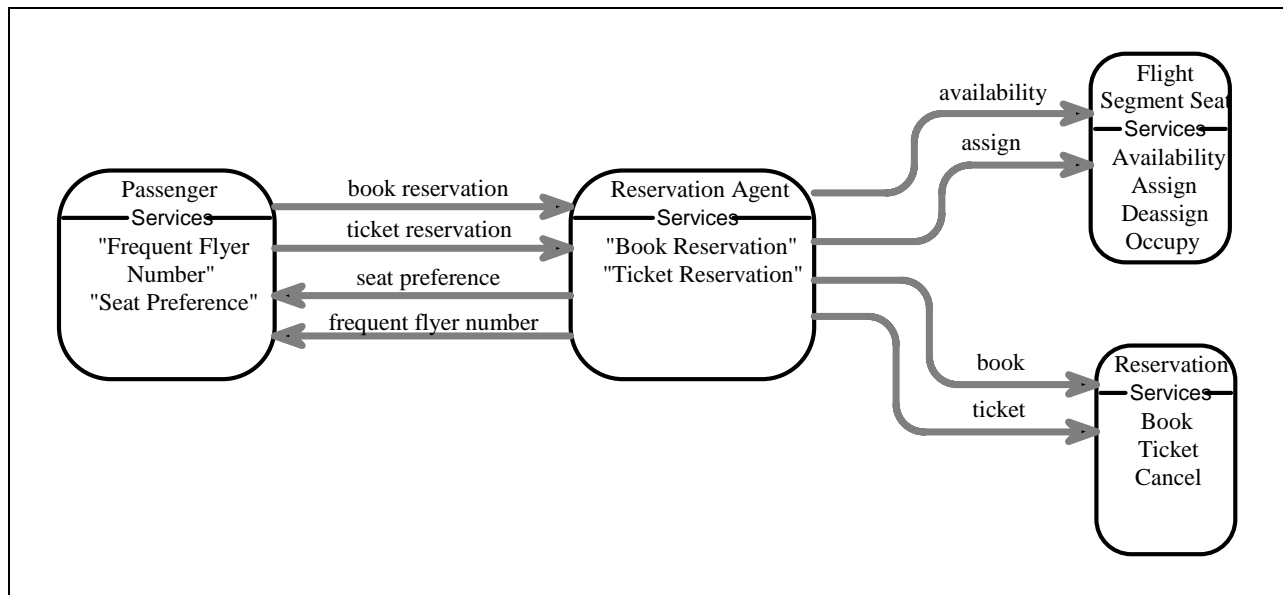 Passenger
Services
"Frequent Flyer
Number"
"Seat Preference"
book reservation
ticket reservation
seat preference
frequent flyer number
Reservation Agent
Services
"Book Reservation"
"Ticket Reservation"
availability
assign
book
ticket
Flight
Segment Seat
Services
Availability
Assign
Deassign
Occupy
Reservation
Services
Book
Ticket
Cancel